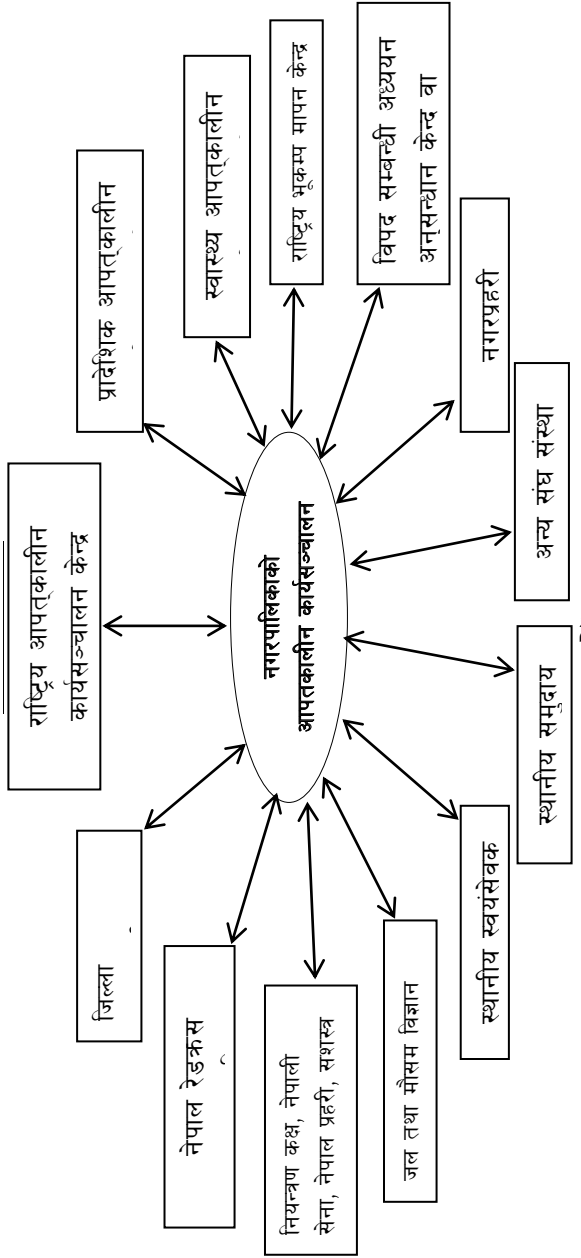 राष्ट्रिय आपत्कालीन
कार्यसञ्चालन केन्द्र
प्रादेशिक आपत्कालीन
स्वास्थ्य आपत्कालीन
राष्ट्रिय भूकम्प मापन केन्द्र
विपद सम्बन्धी अध्ययन
अनुसन्धान केन्द्र वा
नगरप्रहरी
अन्य संघ संस्था
स्थानीय समुदाय
स्थानीय स्वयंसेवक
जल तथा मौसम विज्ञान
नियन्त्रण कक्ष, नेपाली
सेना, नेपाल प्रहरी, सशस्त्र
नेपाल रेडक्रस
जिल्ला
नगरपालिकाको
आपतकालीन कार्यसञ्चालन